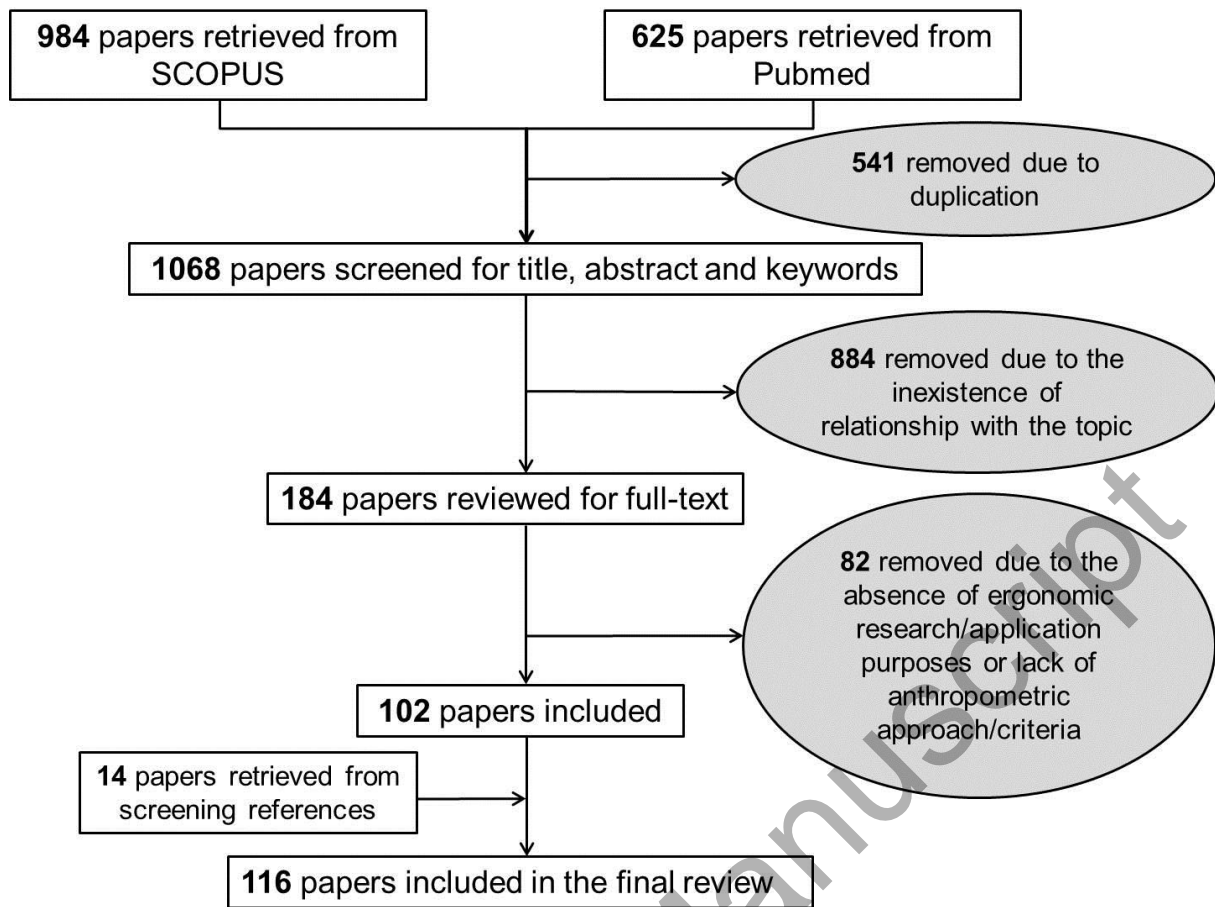 984 papers retrieved from
SCOPUS
625 papers retrieved from
Pubmed
541 removed due to
duplication
1068 papers screened for title, abstract and keywords
884 removed due to the
inexistence of
relationship with the topic
184 papers reviewed for full-text
82 removed due to the
absence of ergonomic
research/application
purposes or lack of
anthropometric
approach/criteria
102 papers included
14 papers retrieved from
screening references
116 papers included in the final review
anuscript